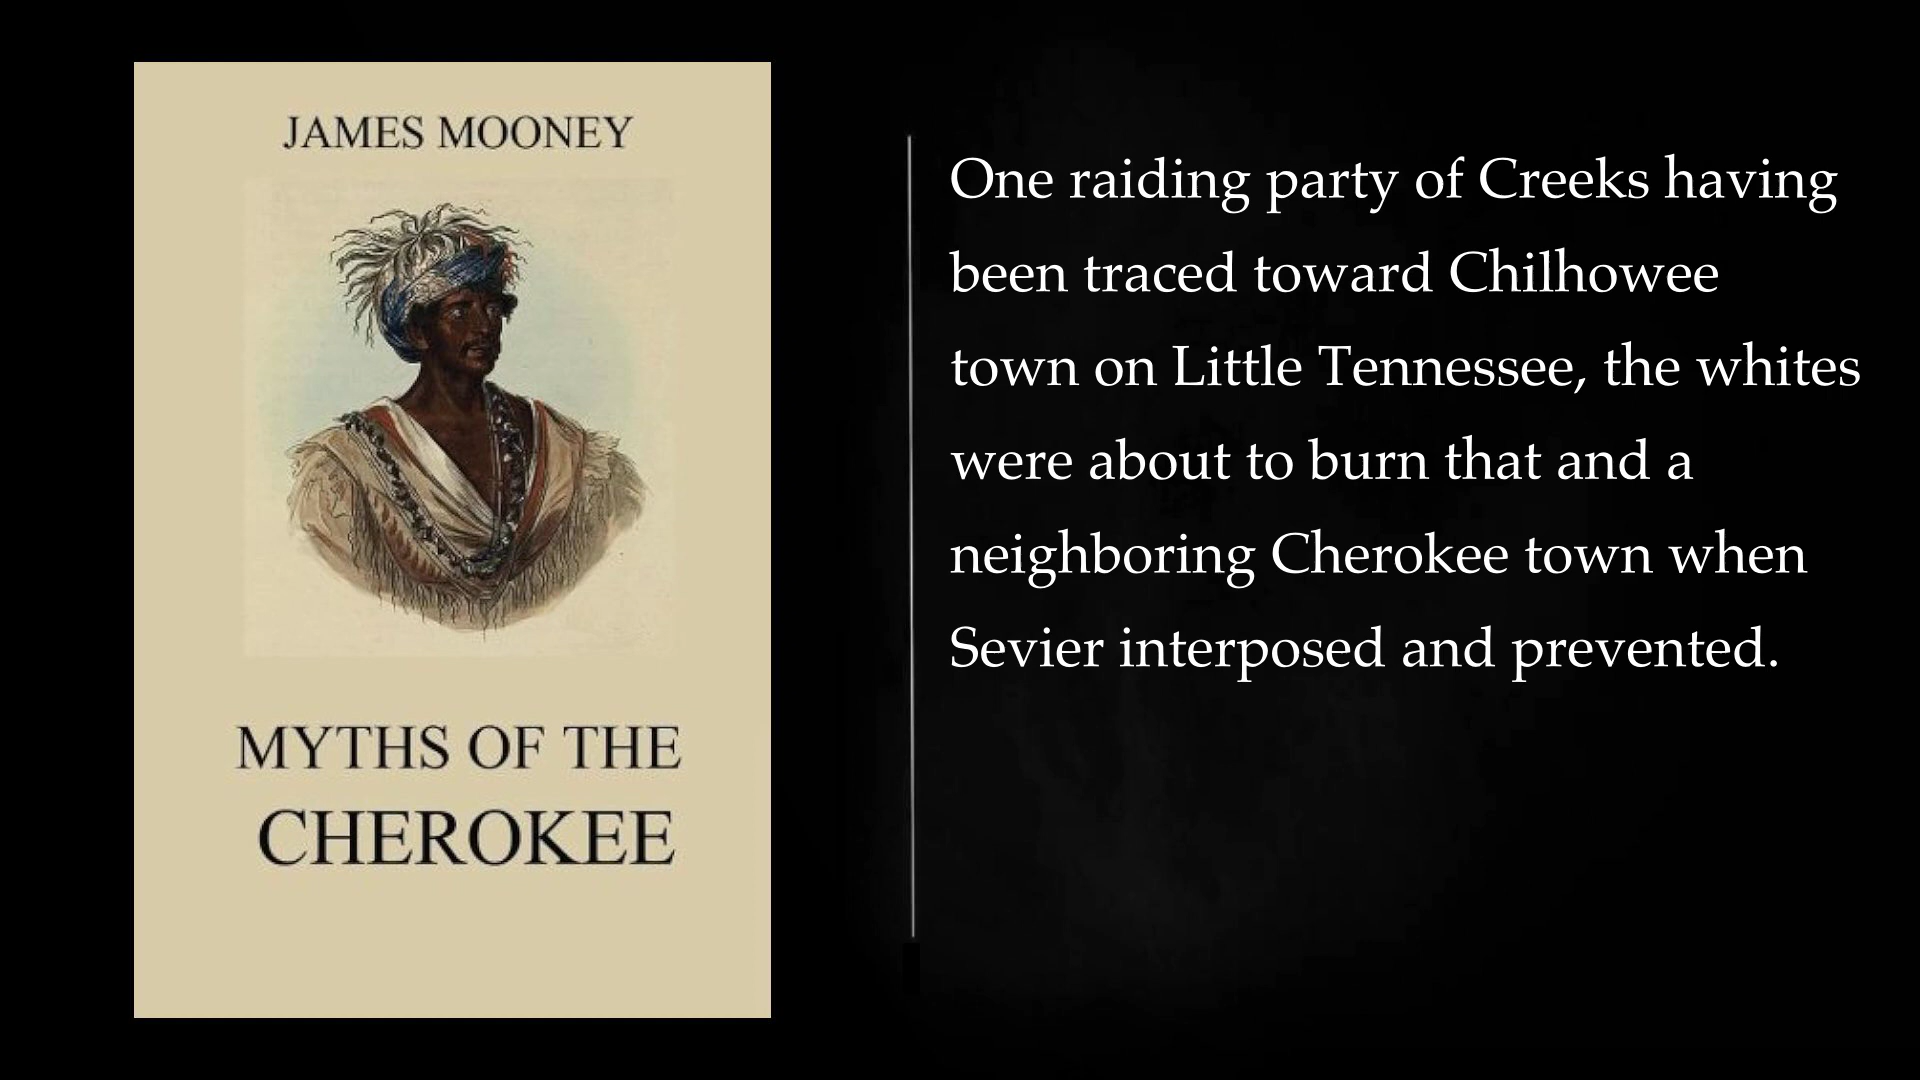 JAMES MOONEY
MYTHS OF THE
CHEROKEE
One raiding party of Creeks having
been traced toward Chilhowee
town on Little Tennessee, the whites
were about to burn that and a
neighboring Cherokee town when
Sevier interposed and prevented.